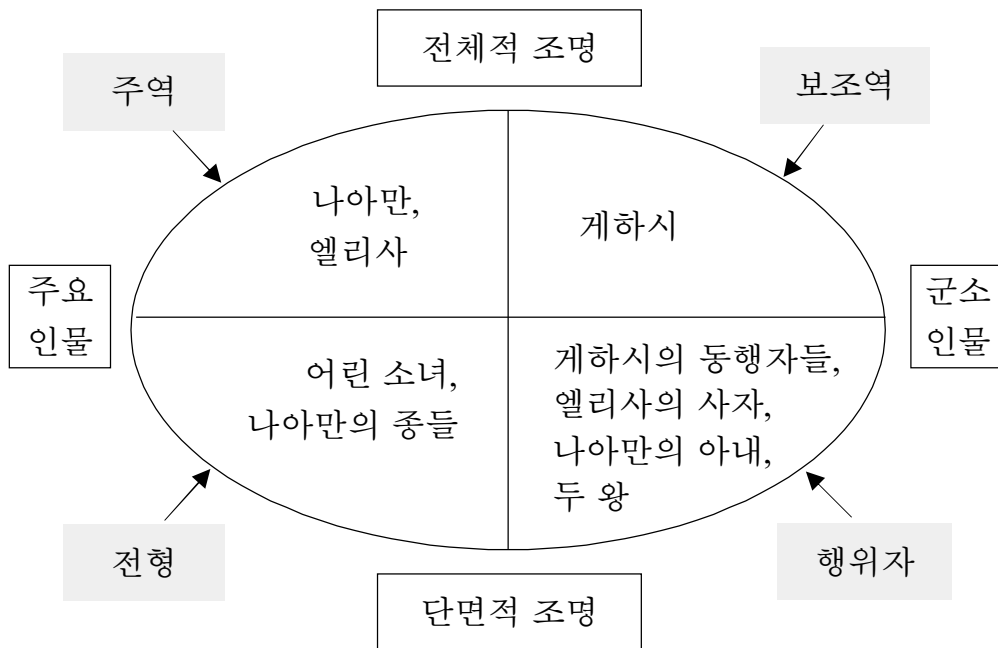 전체적 조명
주역
보조역
나아만,
엘리사
게하시
주요
인물
군소
인물
어린 소녀,
나아만의 종들
게하시의 동행자들,
엘리사의 사자,
나아만의 아내,
두 왕
전형
행위자
단면적 조명